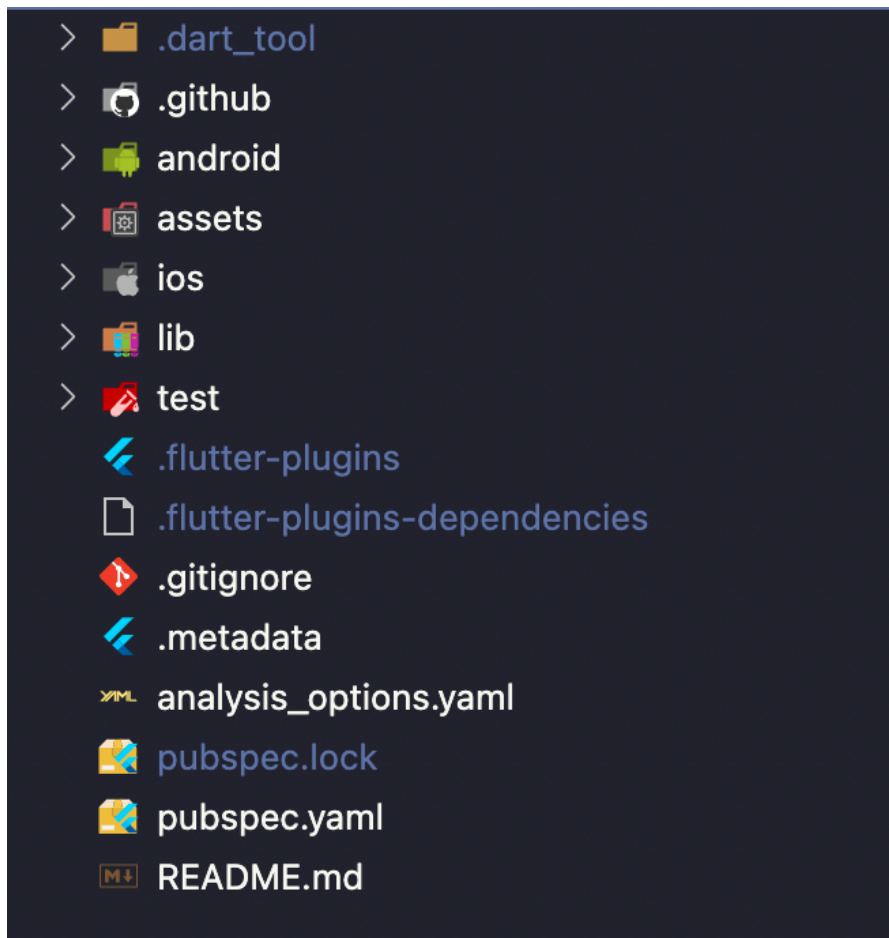 .dart_tool
.github
android
assets
ios
lib
test
.flutter-plugins
.flutter-plugins-dependencies
.gitignore
.metadata
analysis_options.yaml
pubspec.lock
pubspec.yaml
README.md